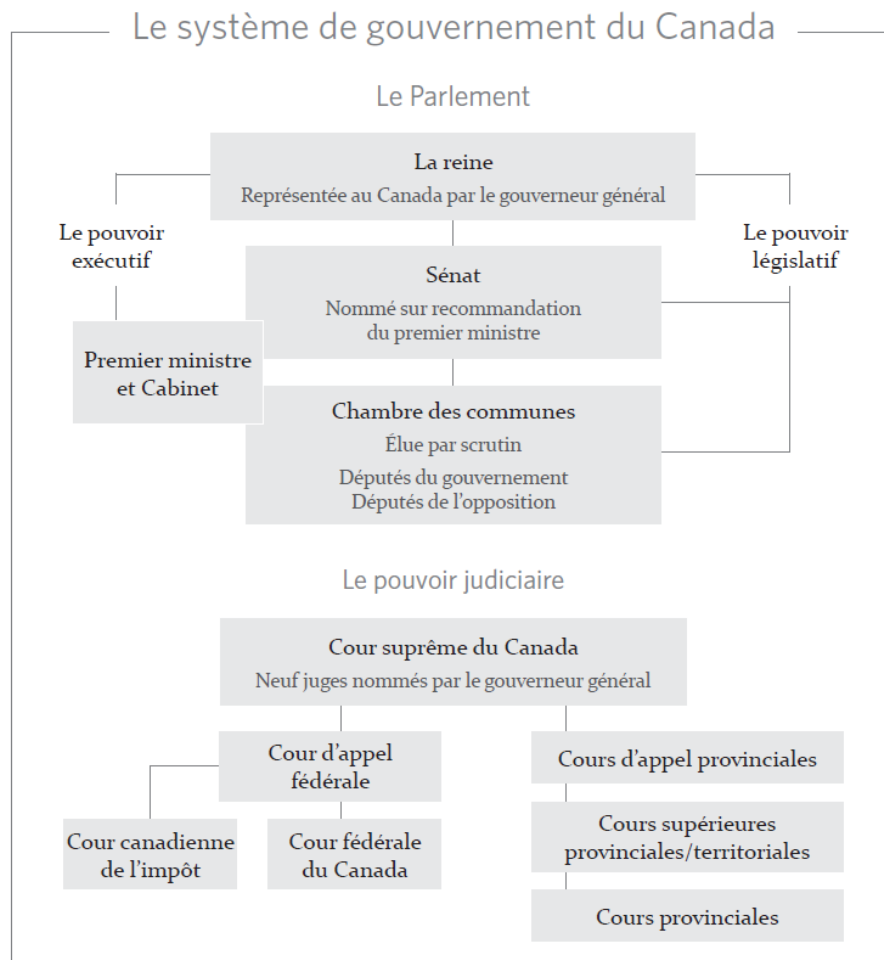 Le système de gouvernement du Canada
Le Parlement
La reine
Représentée au Canada par le gouverneur général
Le pouvoir
exécutif
Le pouvoir
législatif
Sénat
Nommé sur recommandation
du premier ministre
Premier ministre
et Cabinet
Chambre des communes
Élue par scrutin
Députés du gouvernement
Députés de l'opposition
Le pouvoir judiciaire
Cour suprême du Canada
Neuf juges nommés par le gouverneur général
Cour d'appel
fédérale
Cours d'appel provinciales
Cour canadienne
de l'impôt
Cour fédérale
du Canada
Cours supérieures
provinciales/territoriales
Cours provinciales